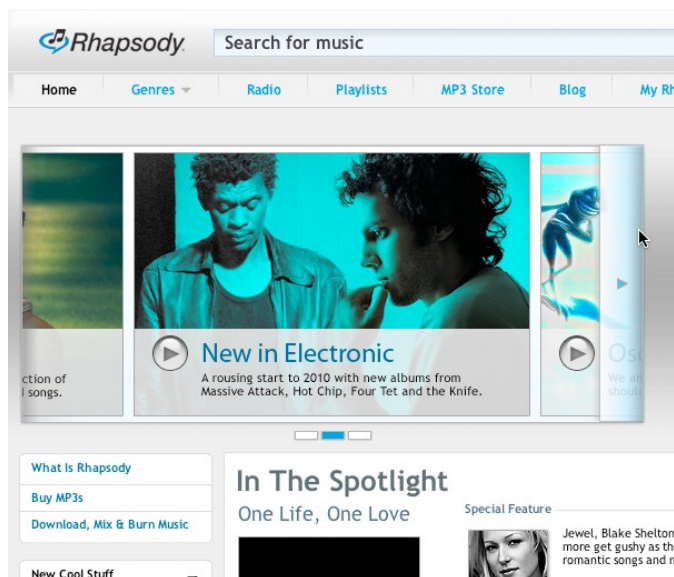 Rhapsody
Search for music
Home Genres Radio Playlists MP3 Store Blog My
ction of
songs.
New in Electronic
A rousing start to 2010 with new albums from
Massive Attack, Hot Chip, Four Tet and the Knife.
We
What Is Rhapsody
Buy MP3s
Download, Mix & Burn Music
New Cool Stuff
In The Spotlight
One Life, One Love
Special Feature
Jewel, Blake Shelton
more get gushy as
romantic songs and